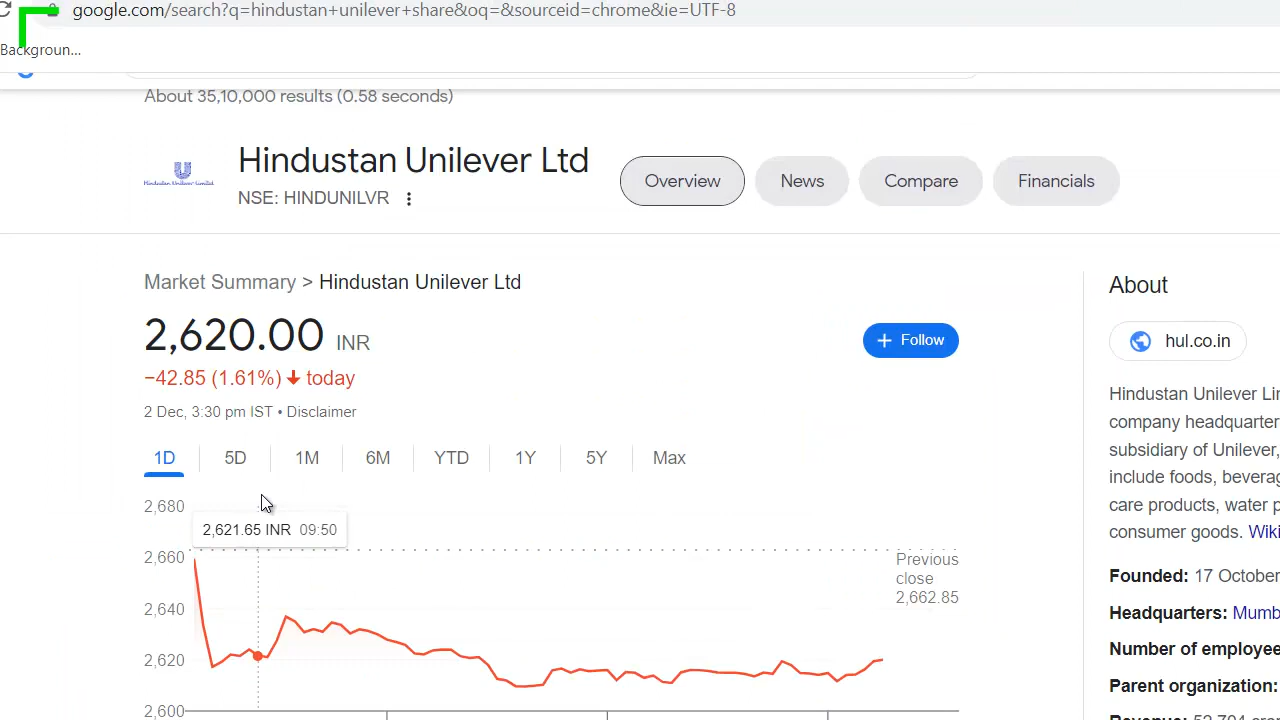 google.com/search?q=hindustan+unilever+share&oq=&sourceid=chrome&ie=UTF-8
Backgroun...
About 35,10,000 results (0.58 seconds)
Hindustan Unilever Limited
Hindustan Unilever Ltd
NSE: HINDUNILVR
Overview
News
Compare
Financials
Market Summary > Hindustan Unilever Ltd
2,620.00 INR
−42.85 (1.61%) today
2 Dec, 3:30 pm IST • Disclaimer
+ Follow
1D 5D 1M 6M YTD 1Y 5Y Max
2,680
2,621.65 INR 09:50
2,660
2,640
2,620
2,600
Previous
close
2,662.85
About
hul.co.in
Hindustan Unilever Lir
company headquarter
subsidiary of Unilever,
include foods, beverag
care products, water p
consumer goods. Wiki
Founded: 17 October
Headquarters: Mumb
Number of employee
Parent organization: